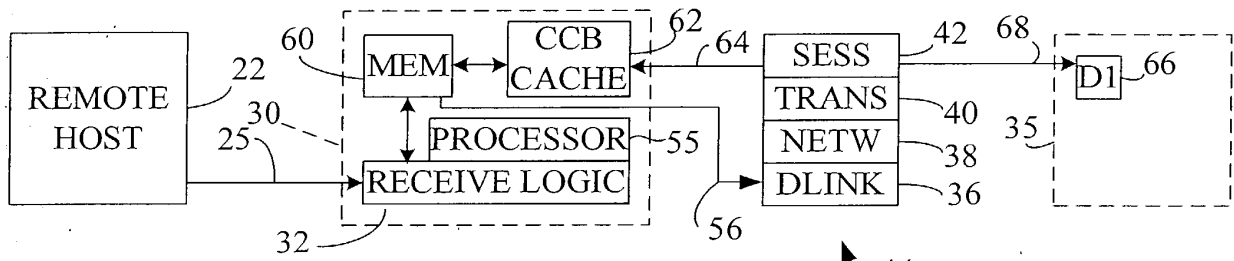 REMOTE
HOST
22
25
30
60
MEM
CCB
CACHE
62
64
PROCESSOR
55
RECEIVE LOGIC
32
56
SESS
42
TRANS
40
NETW
38
DLINK
36
68
D1
66
35